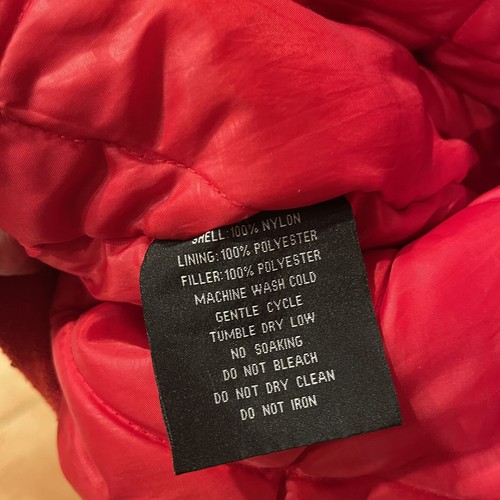 SHELL:100% NYLON
LINING:100% POLYESTER
FILLER:100% POLYESTER
MACHINE WASH COLD
GENTLE CYCLE
TUMBLE DRY LOW
NO SOAKING
DO NOT BLEACH
DO NOT DRY CLEAN
DO NOT IRON